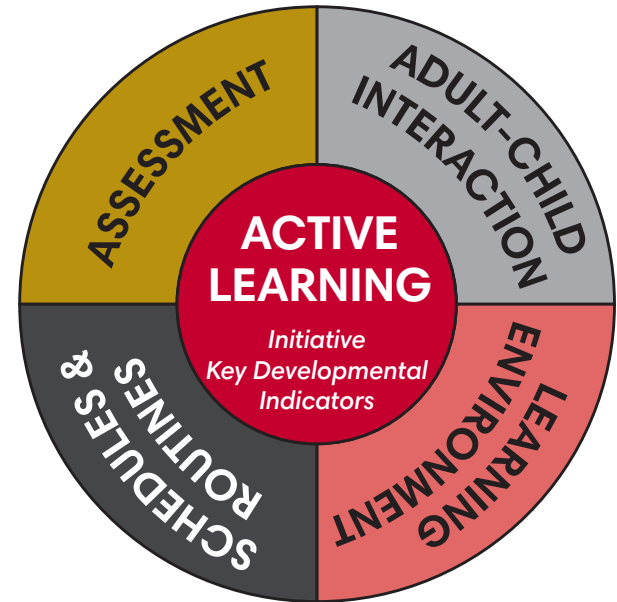 ASSESSMENT
ADULT-CHILD
INTERACTION
ACTIVE
LEARNING
Initiative
Key Developmental
Indicators
SCHEDULES &
ROUTINES
LEARNING
ENVIRONMENT